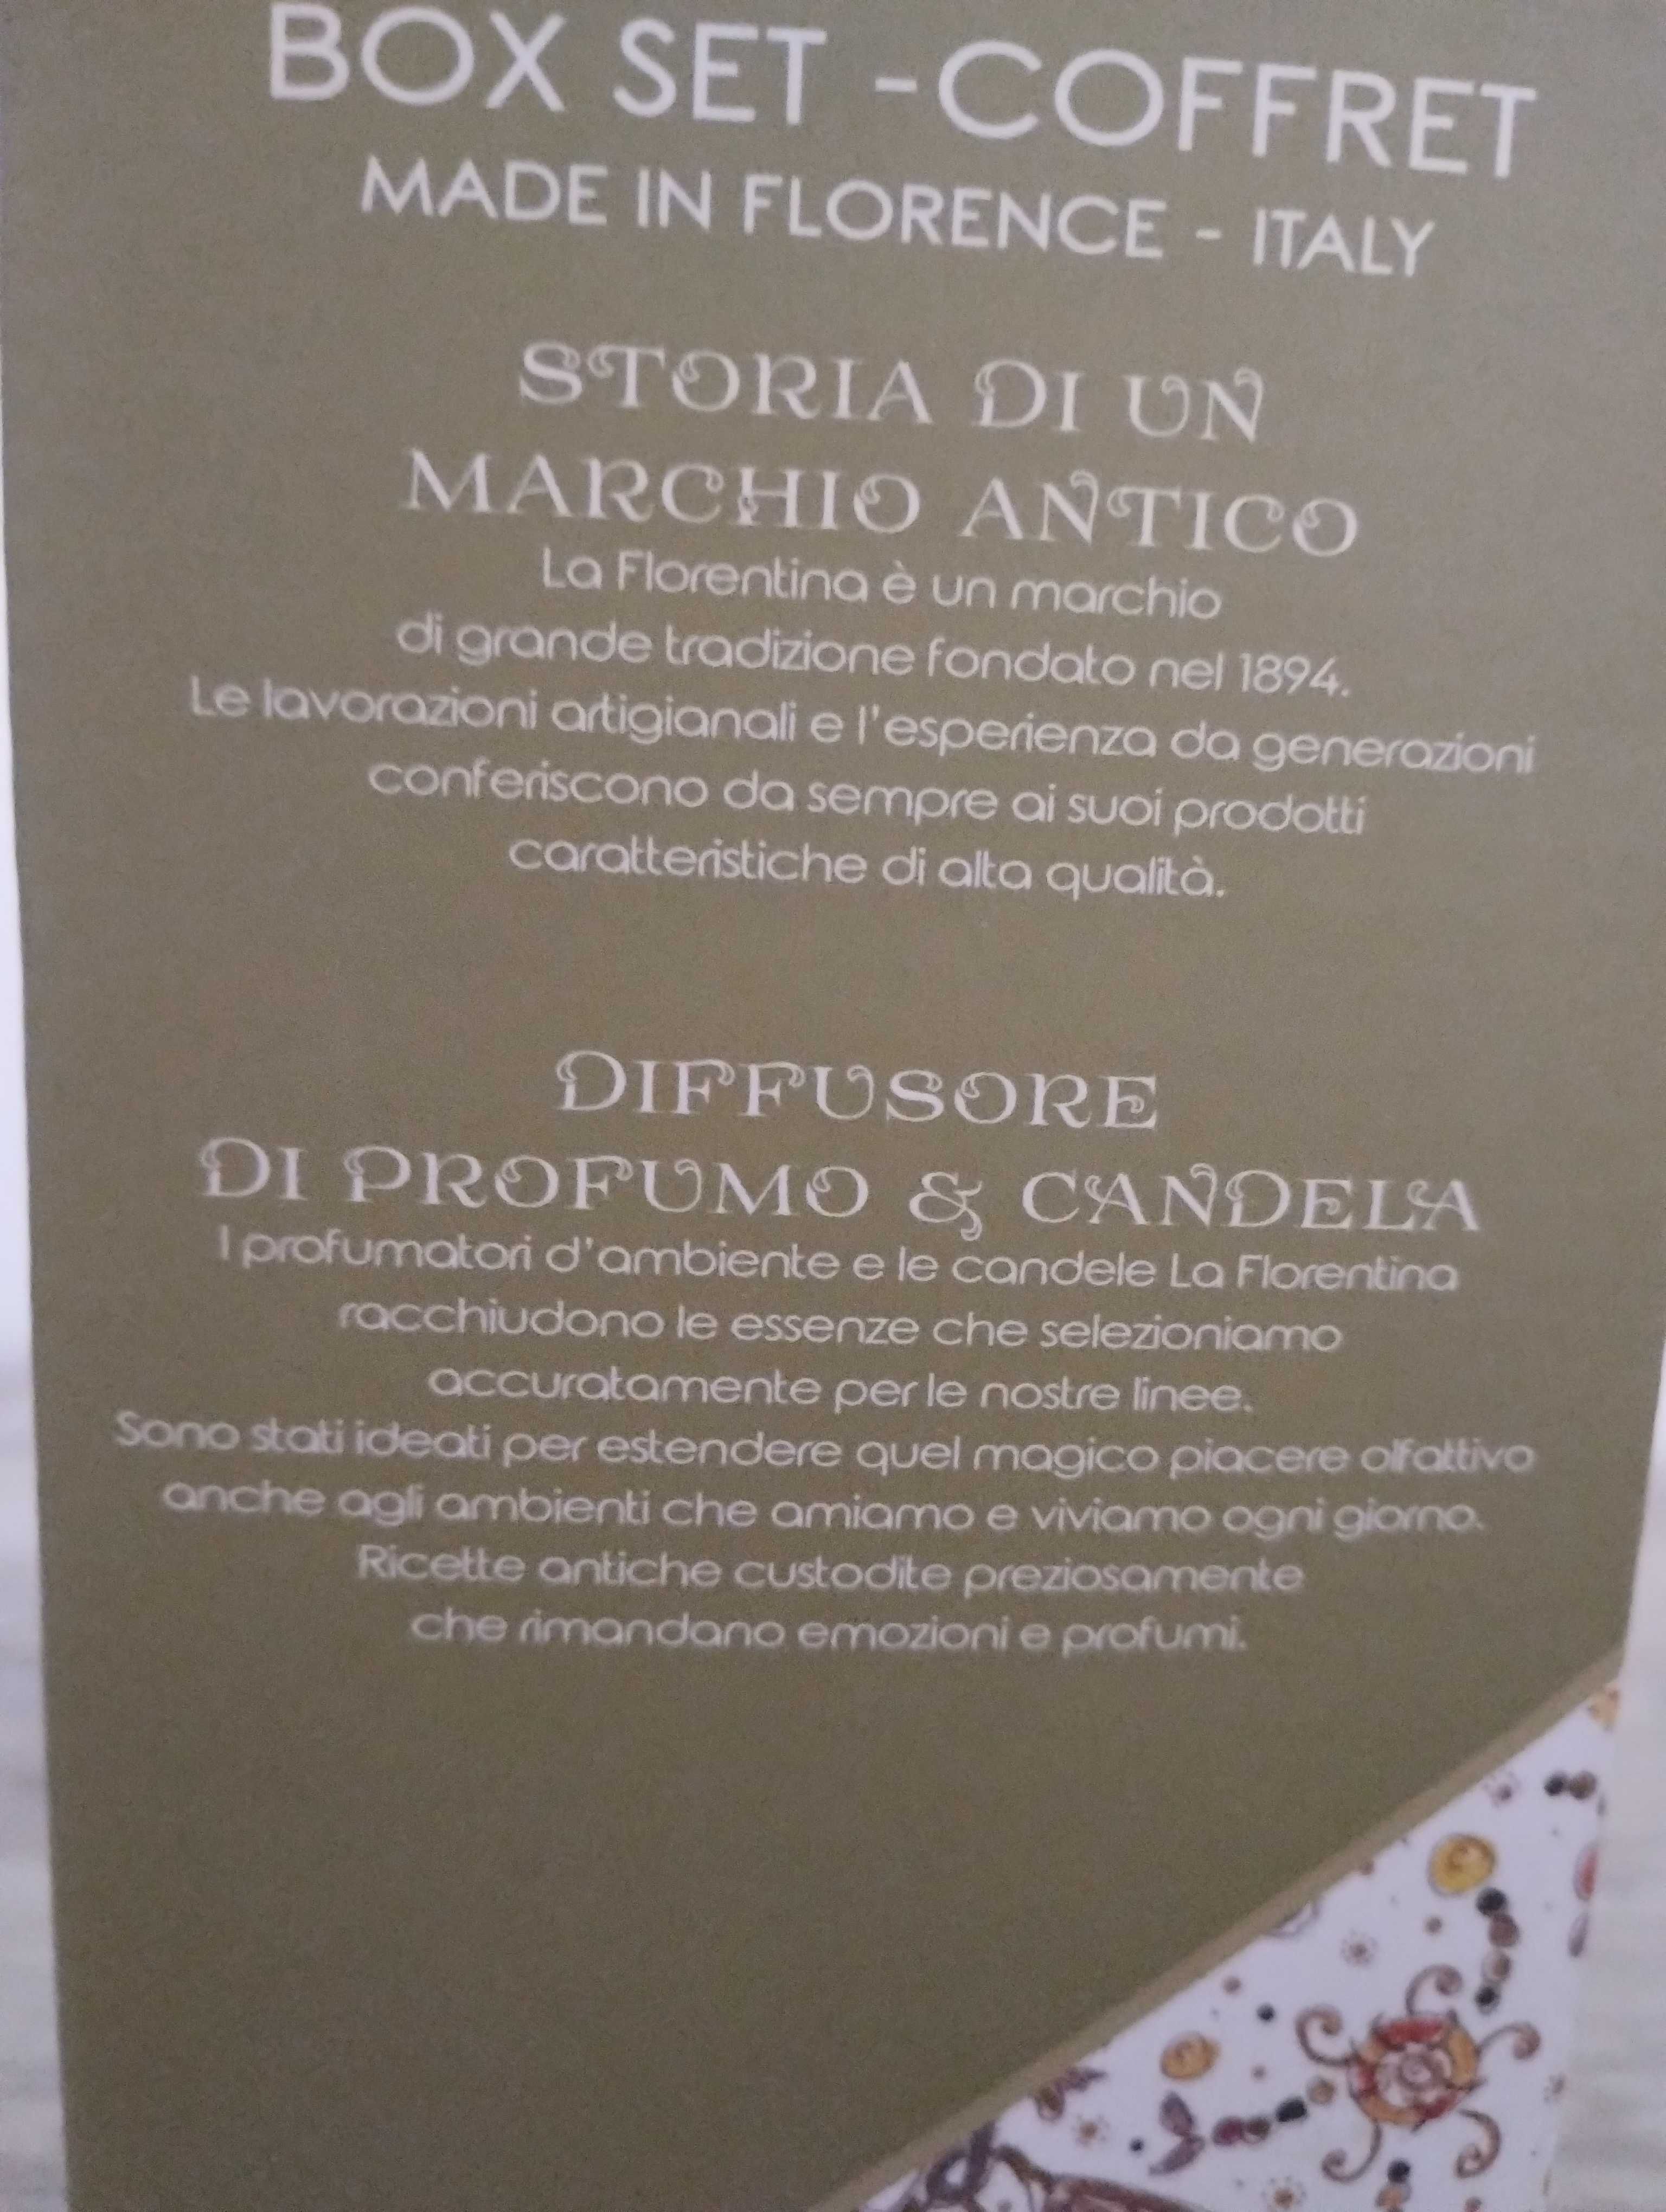 BOX SET - COFFRET
MADE IN FLORENCE - ITALY
STORIA DI UN
MARCHIO ANTICO
La Florentina è un marchio
di grande tradizione fondato nel 1894.
Le lavorazioni artigianali e l'esperienza da generazioni
conferiscono da sempre ai suoi prodotti
caratteristiche di alta qualità.
DIFFUSORE
DI PROFUMO & CANDELA
I profumatori d'ambiente e le candele La Florentina
racchiudono le essenze che selezioniamo
accuratamente per le nostre linee.
Sono stati ideati per estendere quel magico piacere olfattivo
anche agli ambienti che amiamo e viviamo ogni giorno.
Ricette antiche custodite preziosamente
che rimandano emozioni e profumi.